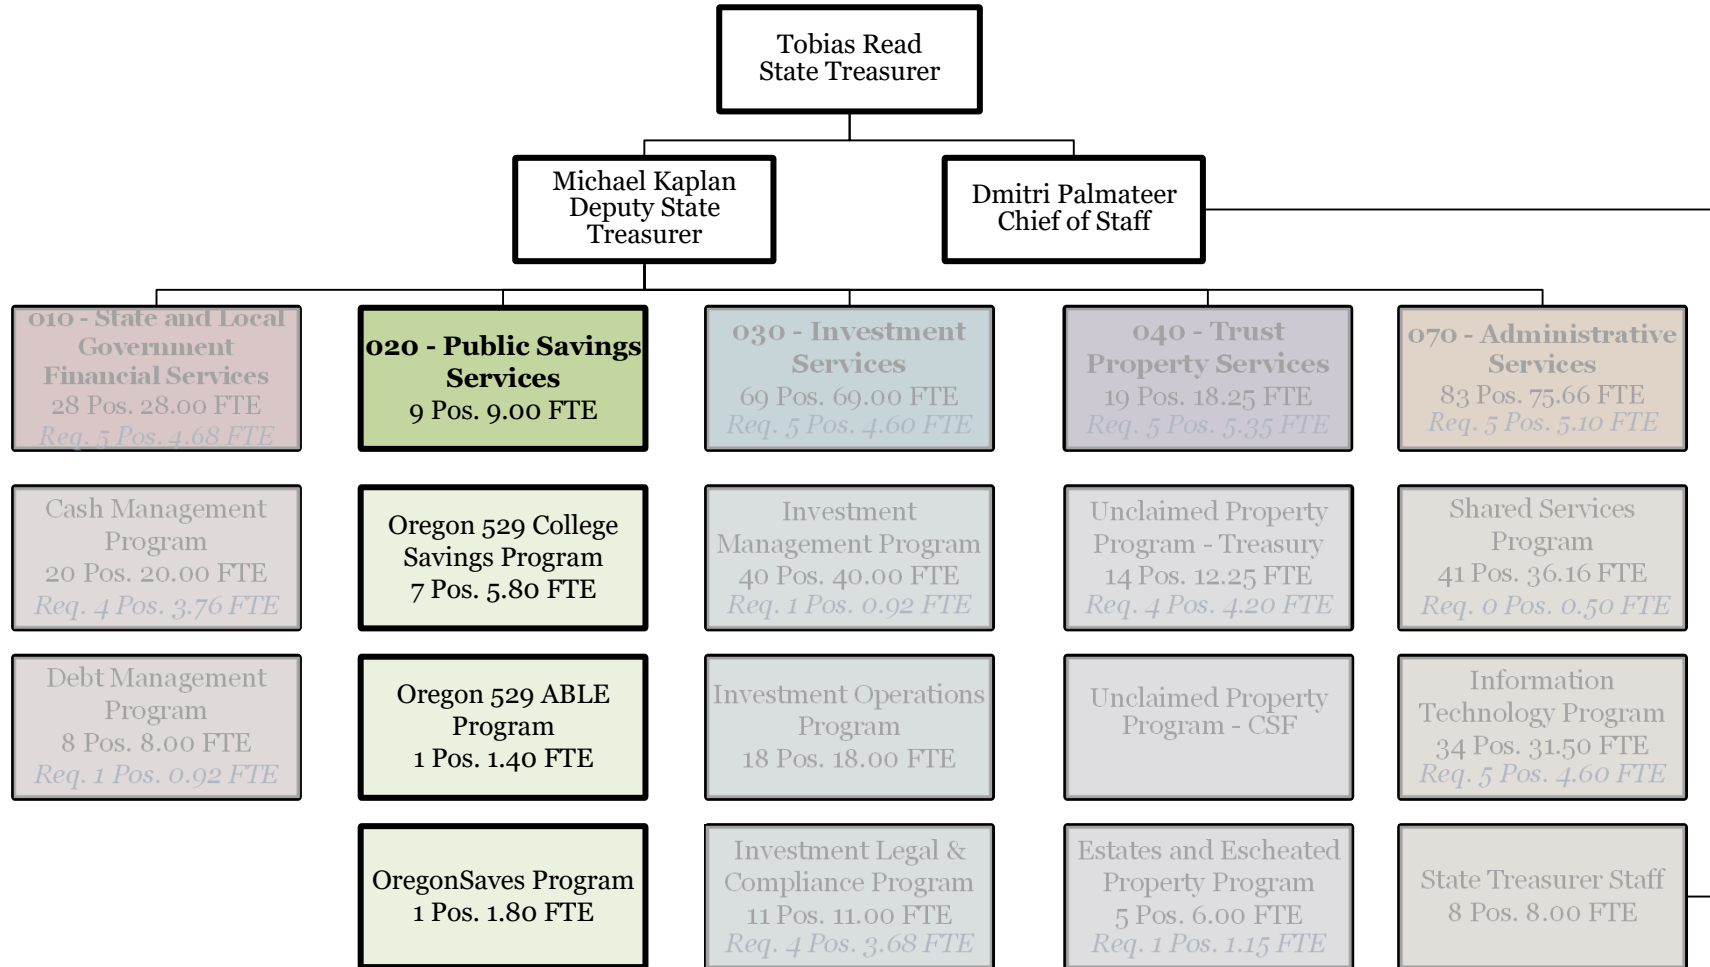 Tobias Read
State Treasurer
Michael Kaplan
Deputy State
Treasurer
Dmitri Palmateer
Chief of Staff
010 - State and Local
Government
Financial Services
28 Pos. 28.00 FTE
Req. 5 Pos. 4.68 FTE
020 - Public Savings
Services
9 Pos. 9.00 FTE
030 - Investment
Services
69 Pos. 69.00 FTE
Req. 5 Pos. 4.60 FTE
040 - Trust
Property Services
19 Pos. 18.25 FTE
Req. 5 Pos. 5.35 FTE
070 - Administrative
Services
83 Pos. 75.66 FTE
Req. 5 Pos. 5.10 FTE
Cash Management
Program
20 Pos. 20.00 FTE
Req. 4 Pos. 3.76 FTE
Oregon 529 College
Savings Program
7 Pos. 5.80 FTE
Investment
Management Program
40 Pos. 40.00 FTE
Req. 1 Pos. 0.92 FTE
Unclaimed Property
Program - Treasury
14 Pos. 12.25 FTE
Req. 4 Pos. 4.20 FTE
Shared Services
Program
41 Pos. 36.16 FTE
Req. 0 Pos. 0.50 FTE
Debt Management
Program
8 Pos. 8.00 FTE
Req. 1 Pos. 0.92 FTE
Oregon 529 ABLE
Program
1 Pos. 1.40 FTE
Investment Operations
Program
18 Pos. 18.00 FTE
Unclaimed Property
Program - CSF
Information
Technology Program
34 Pos. 31.50 FTE
Req. 5 Pos. 4.60 FTE
OregonSaves Program
1 Pos. 1.80 FTE
Investment Legal &
Compliance Program
11 Pos. 11.00 FTE
Req. 4 Pos. 3.68 FTE
Estates and Escheated
Property Program
5 Pos. 6.00 FTE
Req. 1 Pos. 1.15 FTE
State Treasurer Staff
8 Pos. 8.00 FTE